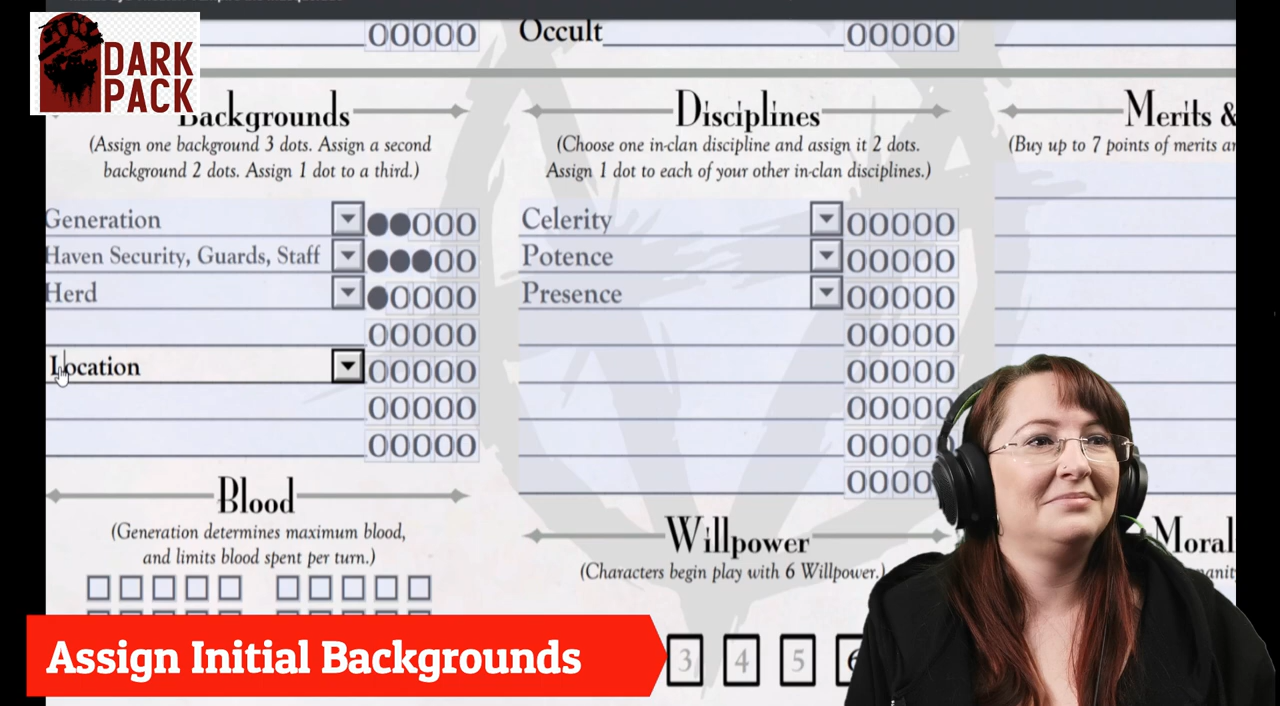 DARK
PACK
OOOOO
Occult
OOOOO
Backgrounds
(Assign one background 3 dots. Assign a second
background 2 dots. Assign 1 dot to a third.)
Generation
Haven Security, Guards, Staff
Herd
Location
Blood
(Generation determines maximum blood,
and limits blood spent per turn.)
Disciplines
(Choose one in-clan discipline and assign it 2 dots.
Assign 1 dot to each of your other in-clan disciplines.)
Celerity
Potence
Presence
Willpower
(Characters begin play with 6 Willpower.)
3 4 5 6
Merits &
(Buy up to 7 points of merits
Moral
Assign Initial Backgrounds